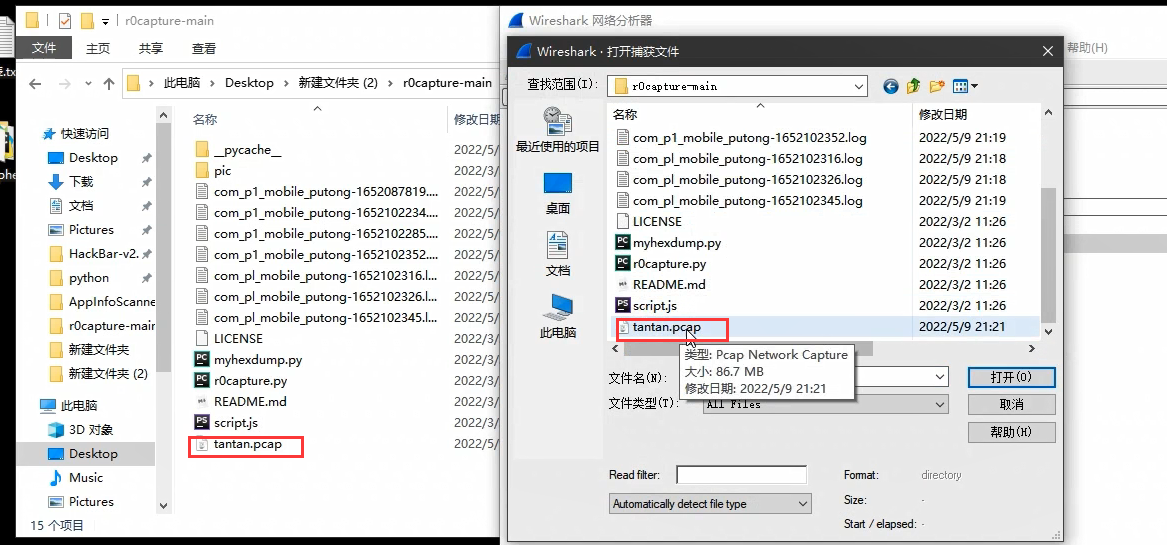 r0capture-main
文件
主页
共享
查看
此电脑
Desktop
新建文件夹 (2)
r0capture-main
快速访问
Desktop
下载
文档
Pictures
HackBar-v2.
python
AppInfoScanne
r0capture-main
新建文件夹
新建文件夹 (2)
此电脑
3D 对象
Desktop
Music
Pictures
15 个项目
名称
修改日期
__pycache__ 2022/5/
pic 2022/3/
com_p1_mobile_putong-1652087819.... 2022/5/
com_p1_mobile_putong-1652102234.... 2022/5/
com_p1_mobile_putong-1652102285.... 2022/5/
com_p1_mobile_putong-1652102352.... 2022/5/
com_pl_mobile_putong-1652102316.l... 2022/5/
com_pl_mobile_putong-1652102326.l... 2022/5/
com_pl_mobile_putong-1652102345.l... 2022/5/
LICENSE 2022/3/
myhexdump.py 2022/3/
r0capture.py 2022/3/
README.md 2022/3/
script.js 2022/3/
tantan.pcap 2022/5/
Wireshark 网络分析器
帮助(H)
Wireshark · 打开捕获文件
查找范围(I):
r0capture-main
最近使用的项目
桌面
文档
此电脑
名称
修改日期
com_p1_mobile_putong-1652102352.log 2022/5/9 21:19
com_pl_mobile_putong-1652102316.log 2022/5/9 21:18
com_pl_mobile_putong-1652102326.log 2022/5/9 21:18
com_pl_mobile_putong-1652102345.log 2022/5/9 21:19
LICENSE 2022/3/2 11:26
myhexdump.py 2022/3/2 11:26
r0capture.py 2022/3/2 11:26
README.md 2022/3/2 11:26
script.js 2022/3/2 11:26
tantan.pcap 2022/5/9 21:21
类型: Pcap Network Capture
大小: 86.7 MB
修改日期: 2022/5/9 21:21
文件名(N):
打开(O)
文件类型(T):
All Files
取消
帮助(H)
Read filter:
Automatically detect file type
Format: directory
Size: -
Start / elapsed: -